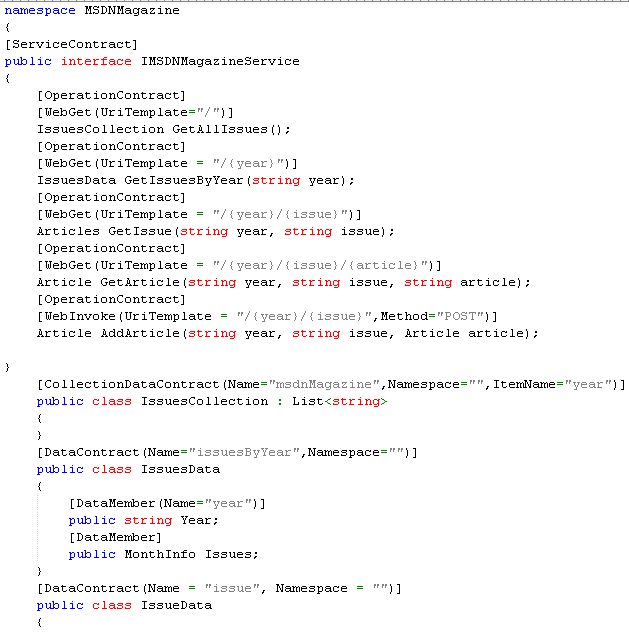 namespace MSDNMagazine
{
[ServiceContract]
public interface IMSDNMagazineService
{
    [OperationContract]
    [WebGet(UriTemplate="/")]
    IssuesCollection GetAllIssues();
    [OperationContract]
    [WebGet(UriTemplate = "/{year}")]
    IssuesData GetIssuesByYear(string year);
    [OperationContract]
    [WebGet(UriTemplate = "/{year}/{issue}")]
    Articles GetIssue(string year, string issue);
    [OperationContract]
    [WebGet(UriTemplate = "/{year}/{issue}/{article}")]
    Article GetArticle(string year, string issue, string article);
    [OperationContract]
    [WebInvoke(UriTemplate = "/{year}/{issue}",Method="POST")]
    Article AddArticle(string year, string issue, Article article);

}
    [CollectionDataContract(Name="msdnMagazine",Namespace="",ItemName="year")]
    public class IssuesCollection : List<string>
    {
    }
    [DataContract(Name="issuesByYear",Namespace="")]
    public class IssuesData
    {
        [DataMember(Name="year")]
        public string Year;
        [DataMember]
        public MonthInfo Issues;
    }
    [DataContract(Name = "issue", Namespace = "")]
    public class IssueData
    {